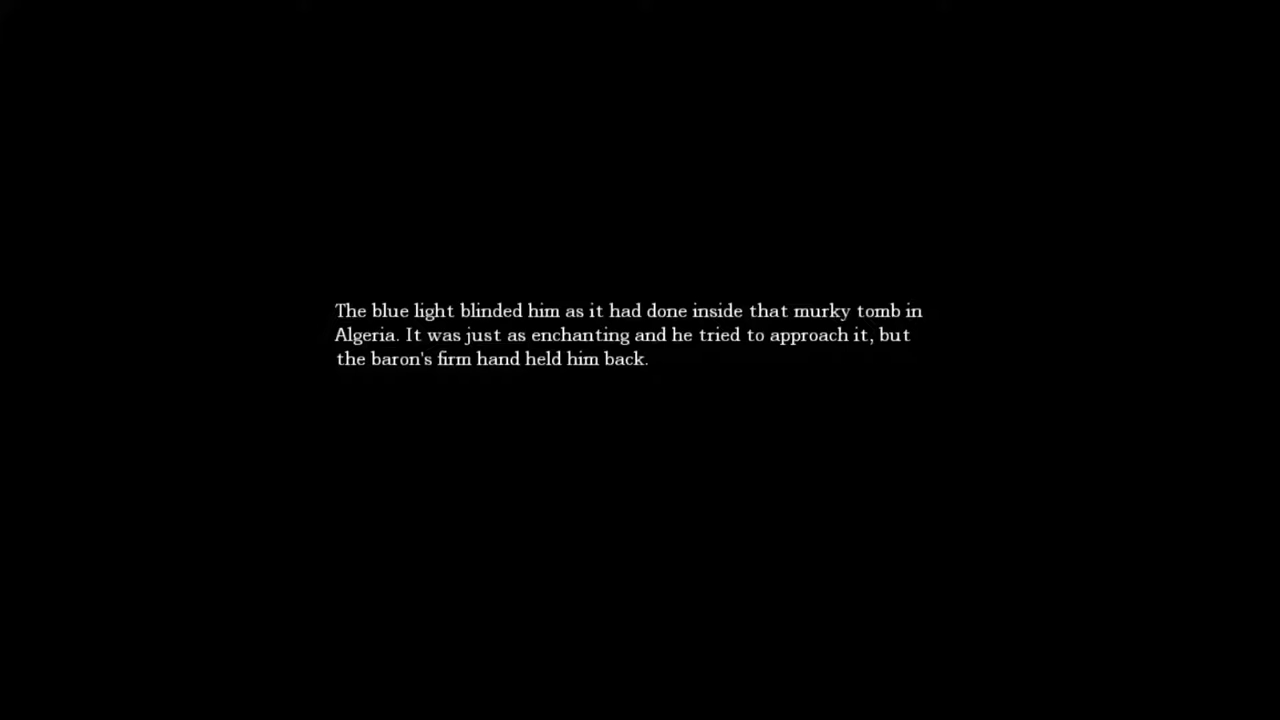 The blue light blinded him as it had done inside that murky tomb in
Algeria. It was just as enchanting and he tried to approach it, but
the baron's firm hand held him back.